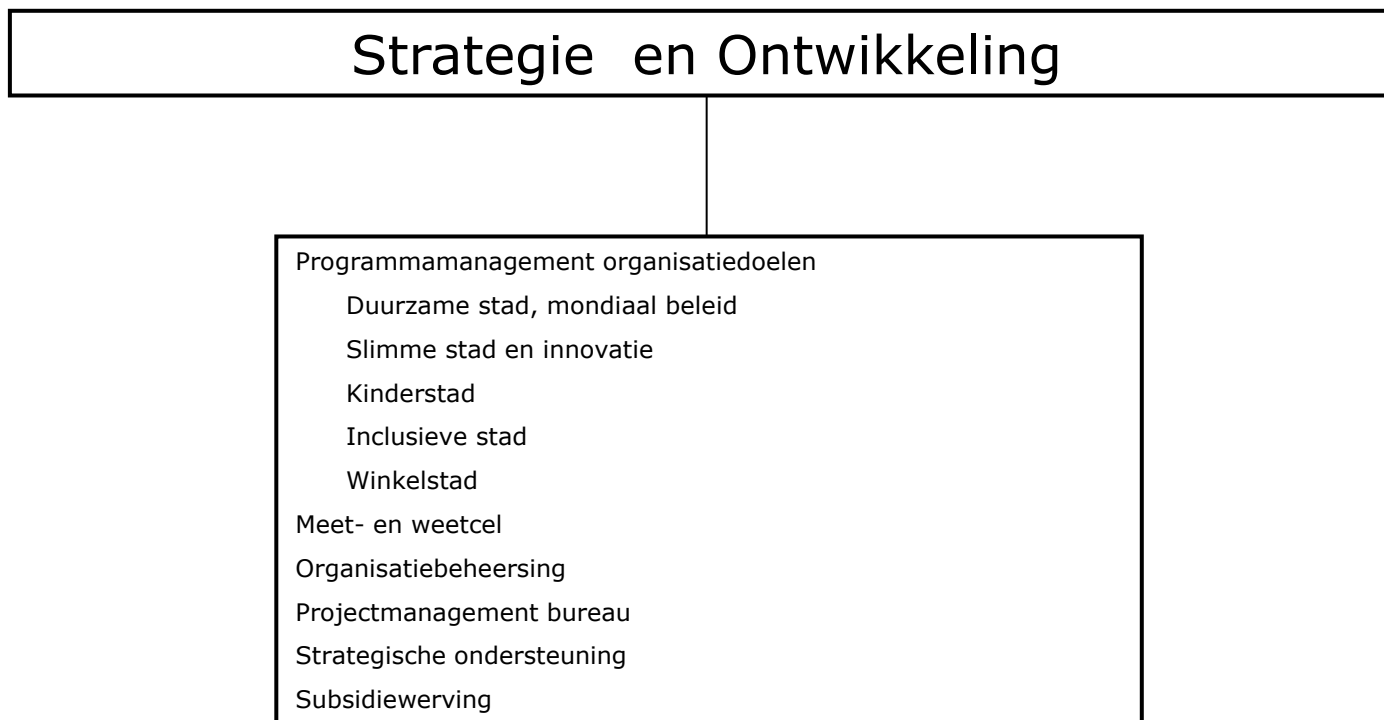 Strategie en Ontwikkeling
Programmamanagement organisatiedoelen
Duurzame stad, mondiaal beleid
Slimme stad en innovatie
Kinderstad
Inclusieve stad
Winkelstad
Meet- en weetcel
Organisatiebeheersing
Projectmanagement bureau
Strategische ondersteuning
Subsidiewerving